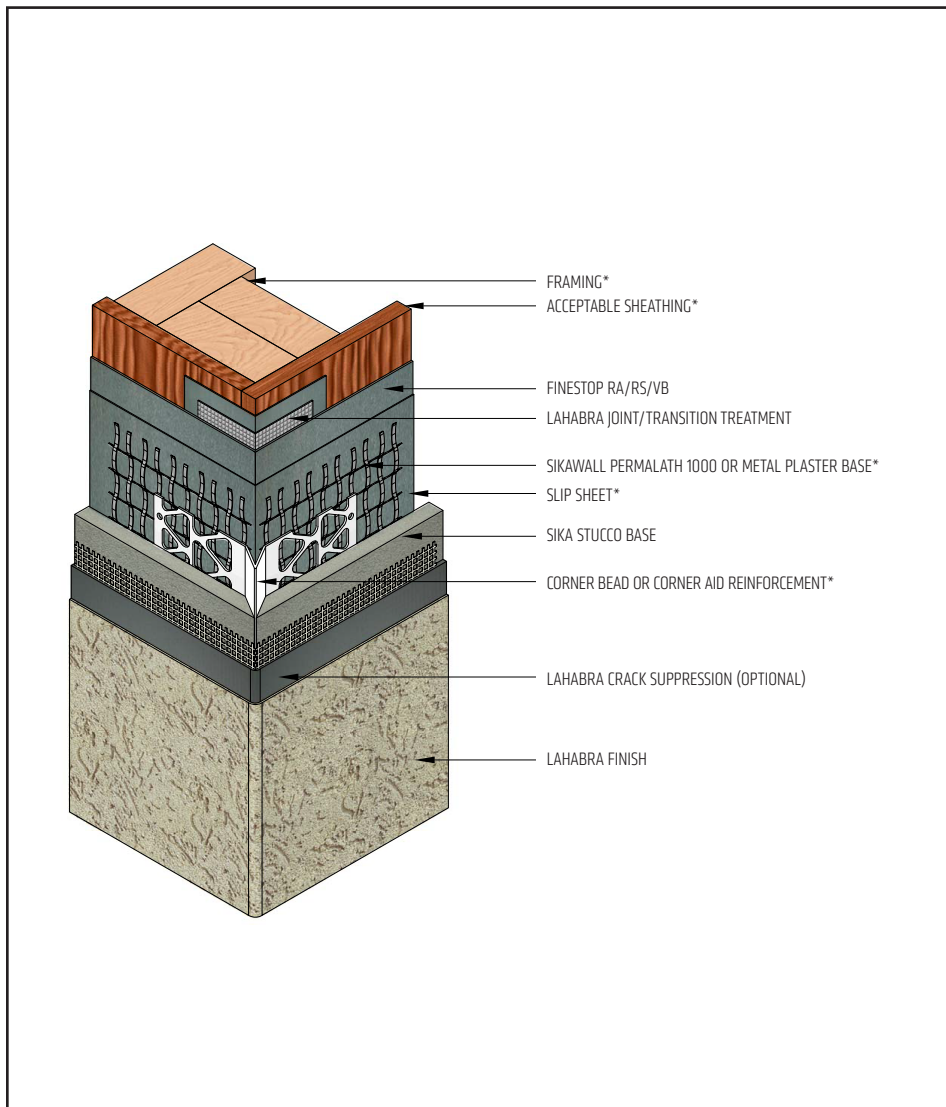 FRAMING*
ACCEPTABLE SHEATHING*
FINESTOP RA/RS/VB
LAHABRA JOINT/TRANSITION TREATMENT
SIKAWALL PERMALATH 1000 OR METAL PLASTER BASE*
SLIP SHEET*
SIKA STUCCO BASE
CORNER BEAD OR CORNER AID REINFORCEMENT*
LAHABRA CRACK SUPPRESSION (OPTIONAL)
LAHABRA FINISH